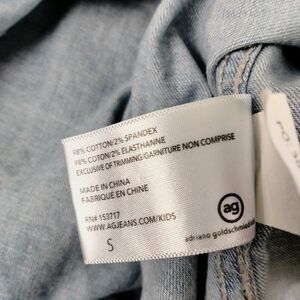 98% COTTON/2% SPANDEX
98% COTON/2% ELASTHANNE
EXCLUSIVE OF TRIMMING/GARNITURE NON COMPRISE
MADE IN CHINA
FABRIQUE EN CHINE
RN# 153717
WWW.AGJEANS.COM/KIDS
S
ag
adriano goldschmied